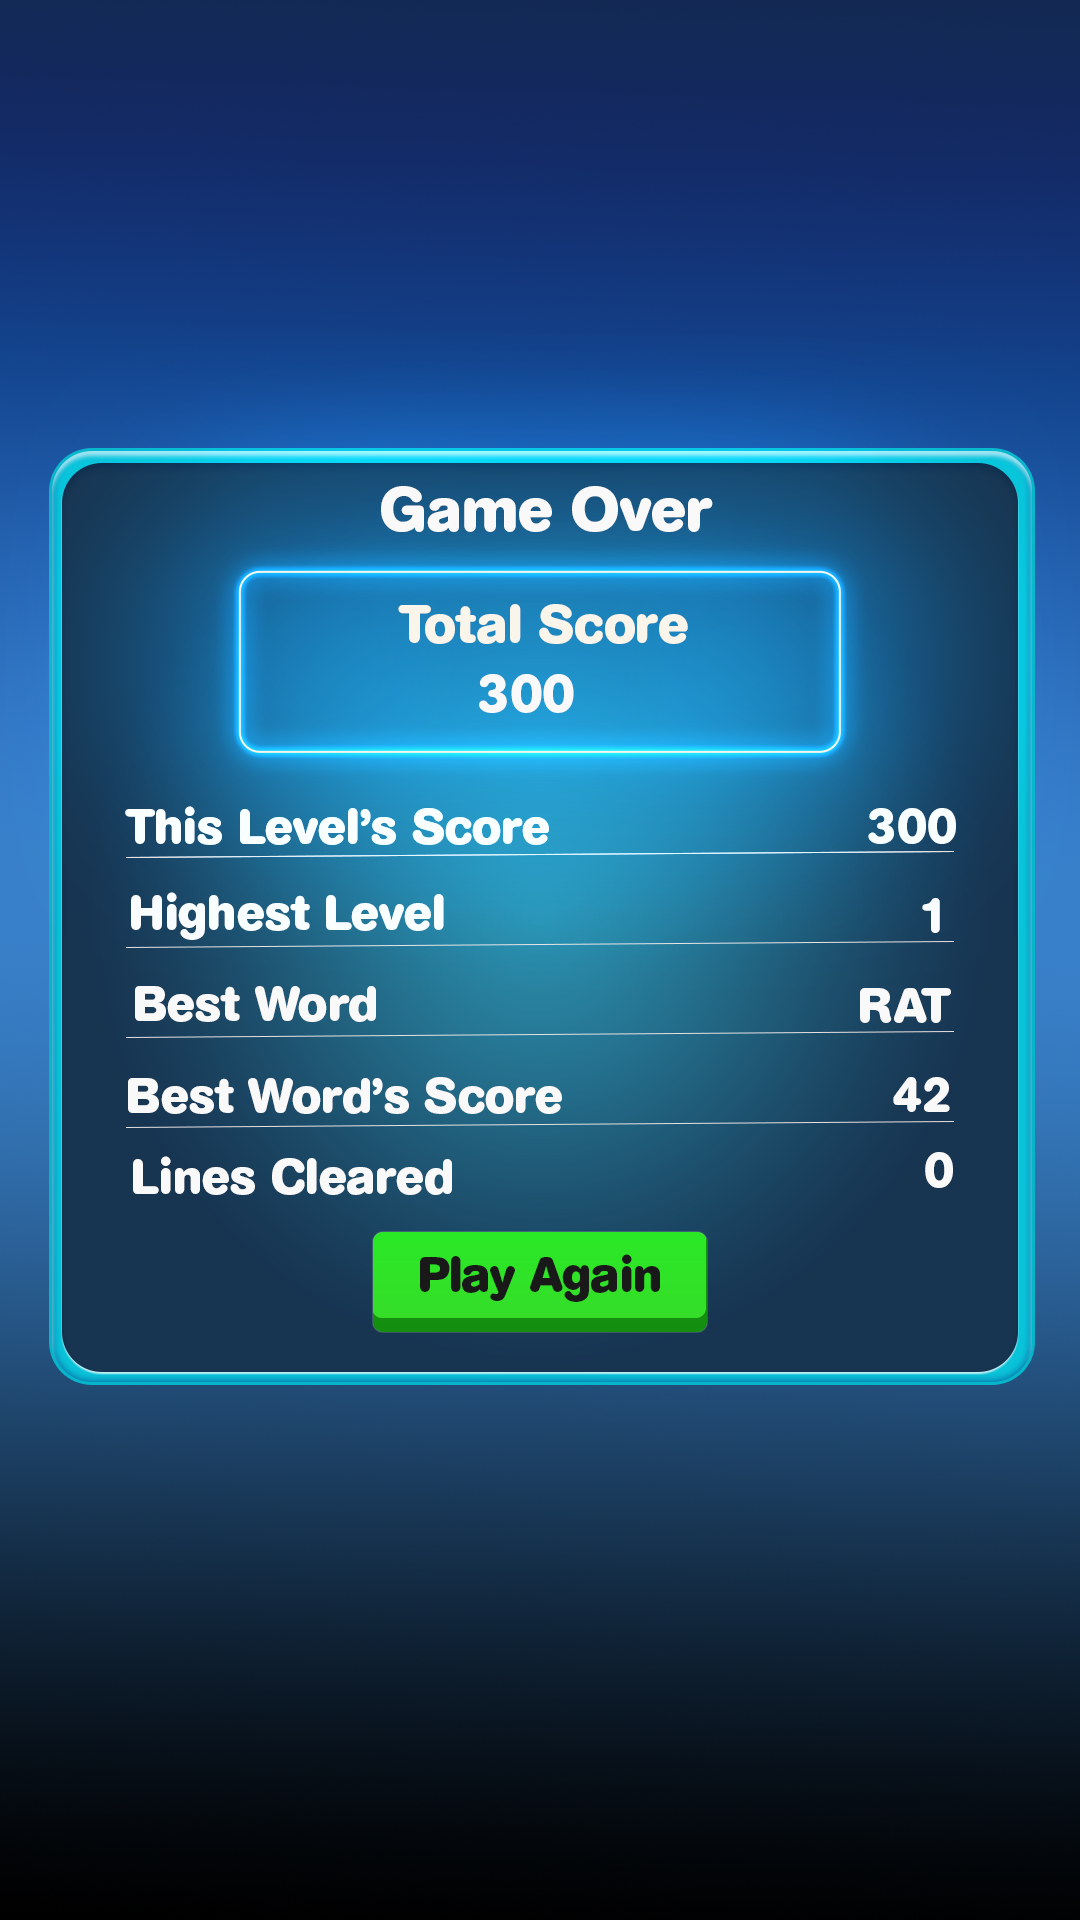 Game Over
Total Score
300
This Level's Score 300
Highest Level 1
Best Word RAT
Best Word's Score 42
Lines Cleared 0
Play Again